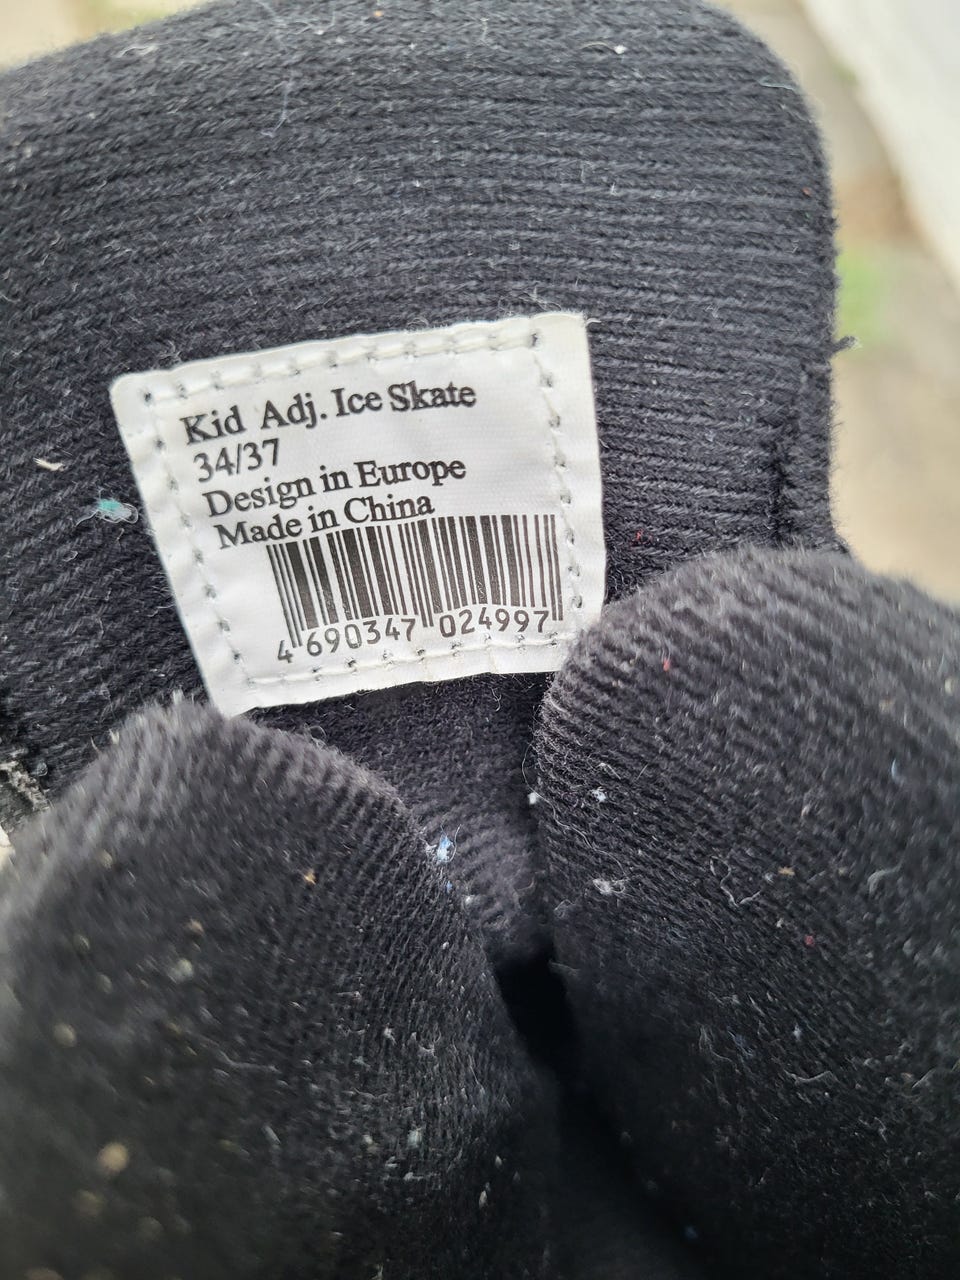 Kid Adj. Ice Skate
34/37
Design in Europe
Made in China
4 690347 024997